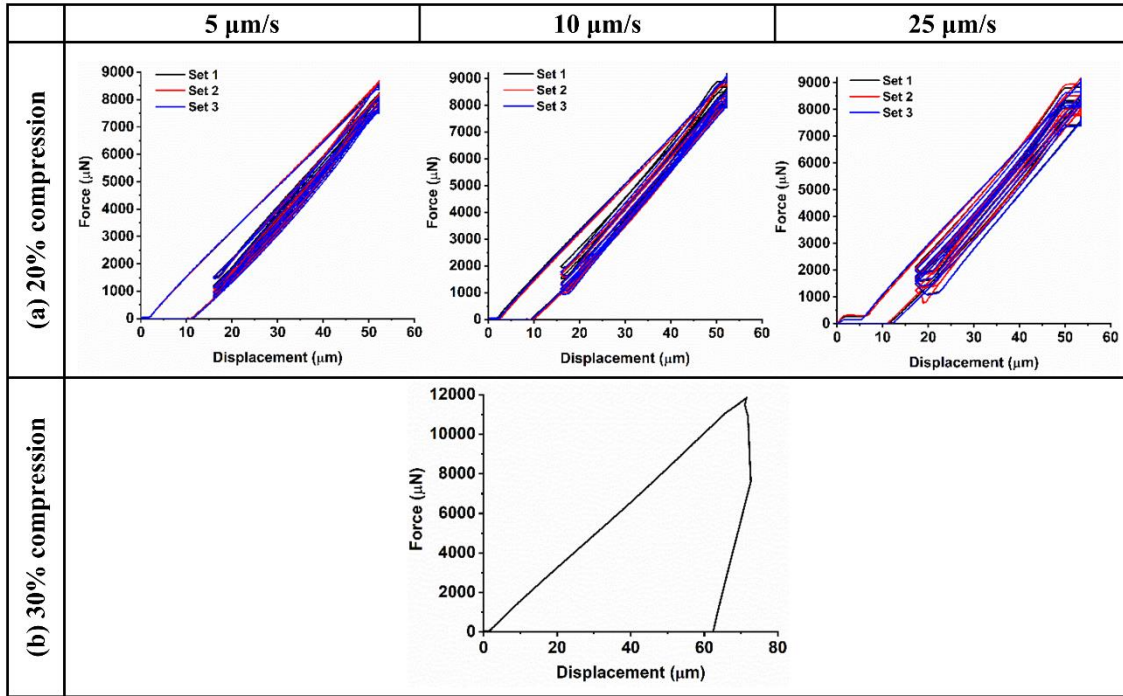 5 µm/s 10 µm/s 25 µm/s
(a) 20% compression
9000
8000
7000
6000
5000
4000
3000
2000
1000
0
Force (µN)
Set 1
Set 2
Set 3
0 10 20 30 40 50 60
Displacement (µm)
9000
8000
7000
6000
5000
4000
3000
2000
1000
0
Force (µN)
Set 1
Set 2
Set 3
0 10 20 30 40 50 60
Displacement (µm)
9000
8000
7000
6000
5000
4000
3000
2000
1000
0
Force (µN)
Set 1
Set 2
Set 3
0 10 20 30 40 50 60
Displacement (µm)
(b) 30% compression
12000
10000
8000
6000
4000
2000
0
Force (µN)
0 20 40 60 80
Displacement (µm)